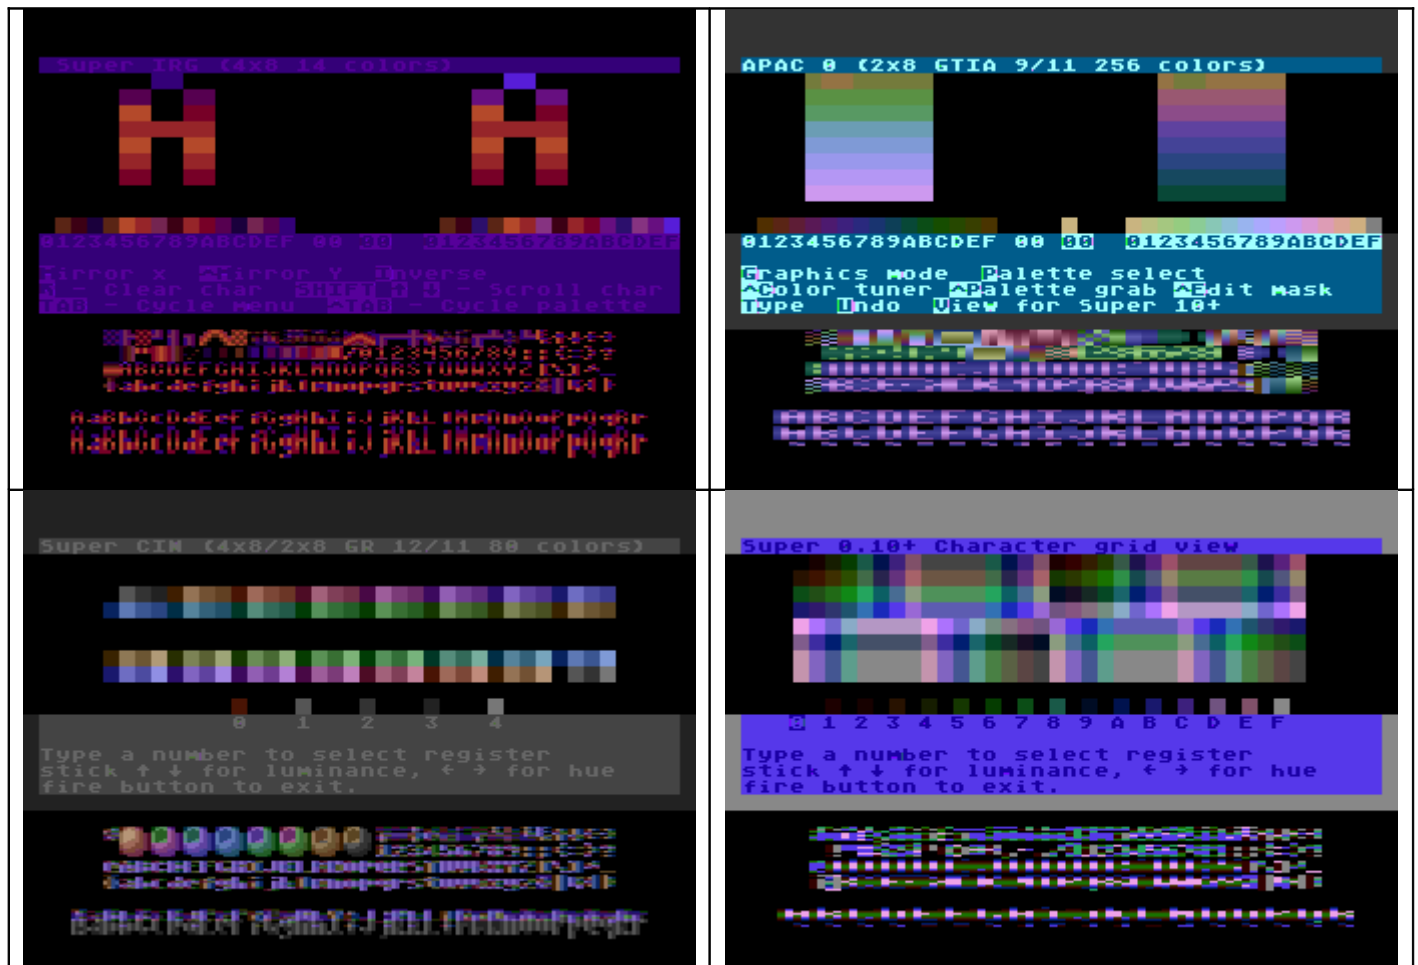 Super IRG (4x8 14 colors)
0123456789ABCDEF 00 00 0123456789ABCDEF
Mirror x ^Mirror Y Inverse
A - Clear char SHIFT ↑ ↓ - Scroll char
TAB - Cycle menu ^TAB - Cycle palette
0123456789
ABCDEFGHIJKLMNOPQRSTUVWXYZ
abcdefghijklmnopqrstuvwxyz
APAC 0 (2x8 GTIA 9/11 256 colors)
0123456789ABCDEF 00 00 0123456789ABCDEF
Graphics mode Palette select
^Color tuner ^Palette grab ^Edit mask
Type Undo View for Super 10+
Super CIN (4x8/2x8 GR 12/11 80 colors)
0 1 2 3 4
Type a number to select register
stick ↑ ↓ for luminance, ← → for hue
fire button to exit.
Super 0.10+ Character grid view
0 1 2 3 4 5 6 7 8 9 A B C D E F
Type a number to select register
stick ↑ ↓ for luminance, ← → for hue
fire button to exit.